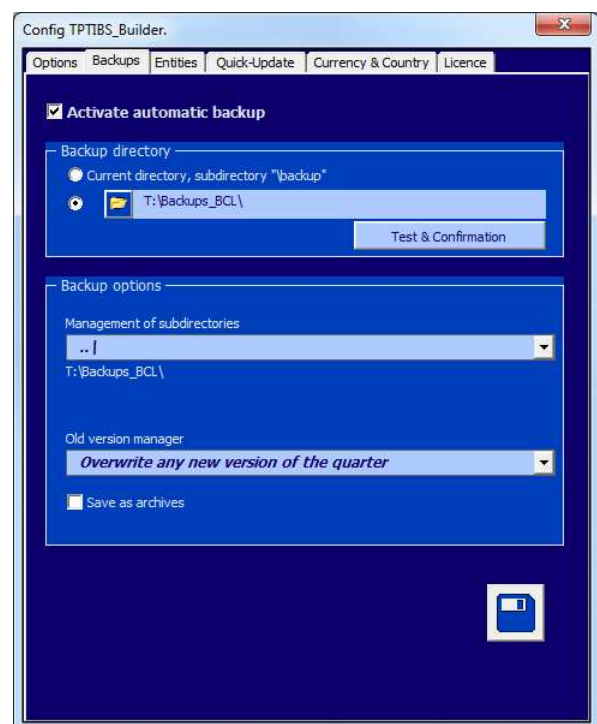 Config TPTIBS_Builder.
Options Backups Entities Quick-Update Currency & Country Licence
Activate automatic backup
Backup directory
Current directory, subdirectory "\backup"
T:\Backups_BCL\
Test & Confirmation
Backup options
Management of subdirectories
.. |
T:\Backups_BCL\
Old version manager
Overwrite any new version of the quarter
Save as archives